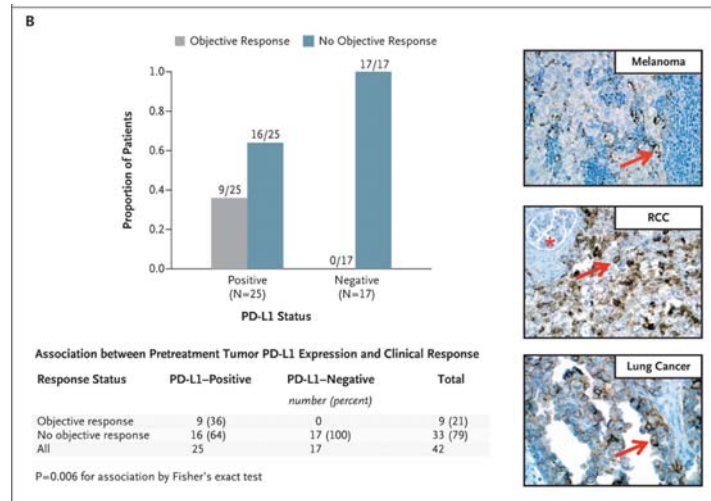 B
Objective Response
No Objective Response
Proportion of Patients
1.0
0.8
0.6
0.4
0.2
0.0
9/25
16/25
0/17
17/17
Positive
(N=25)
Negative
(N=17)
PD-L1 Status
Melanoma
RCC
*
Lung Cancer
Association between Pretreatment Tumor PD-L1 Expression and Clinical Response
Response Status PD-L1–Positive PD-L1–Negative Total
number (percent)
Objective response 9 (36) 0 9 (21)
No objective response 16 (64) 17 (100) 33 (79)
All 25 17 42
P=0.006 for association by Fisher's exact test